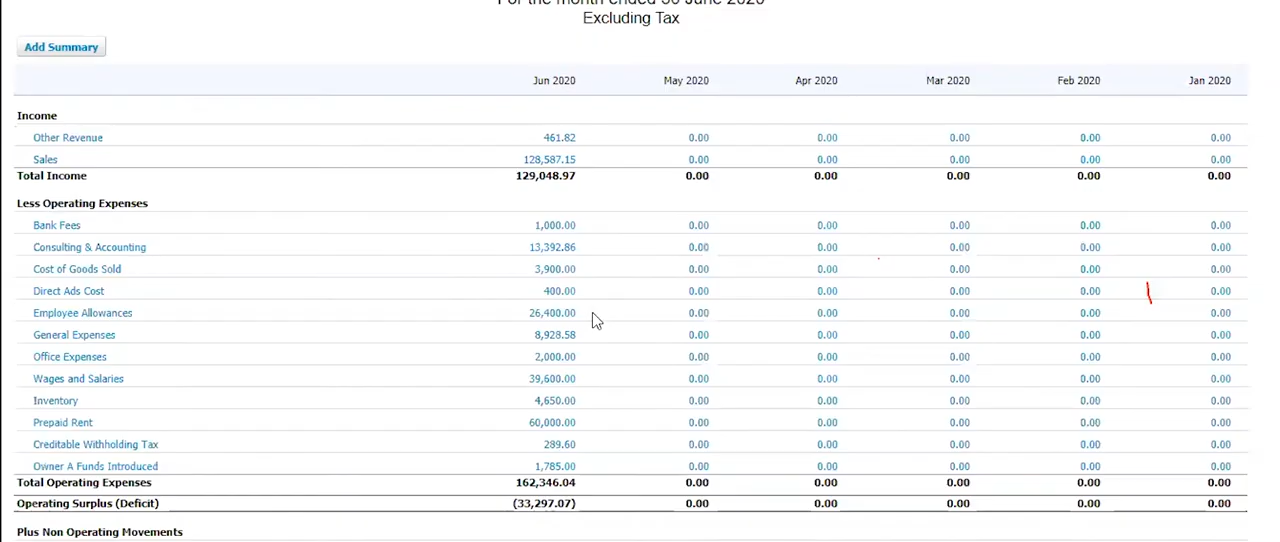 For the month ended 30 June 2020
Excluding Tax
Add Summary
Jun 2020 May 2020 Apr 2020 Mar 2020 Feb 2020 Jan 2020
Income
Other Revenue 461.82 0.00 0.00 0.00 0.00 0.00
Sales 128,587.15 0.00 0.00 0.00 0.00 0.00
Total Income 129,048.97 0.00 0.00 0.00 0.00 0.00
Less Operating Expenses
Bank Fees 1,000.00 0.00 0.00 0.00 0.00 0.00
Consulting & Accounting 13,392.86 0.00 0.00 0.00 0.00 0.00
Cost of Goods Sold 3,900.00 0.00 0.00 0.00 0.00 0.00
Direct Ads Cost 400.00 0.00 0.00 0.00 0.00 0.00
Employee Allowances 26,400.00 0.00 0.00 0.00 0.00 0.00
General Expenses 8,928.58 0.00 0.00 0.00 0.00 0.00
Office Expenses 2,000.00 0.00 0.00 0.00 0.00 0.00
Wages and Salaries 39,600.00 0.00 0.00 0.00 0.00 0.00
Inventory 4,650.00 0.00 0.00 0.00 0.00 0.00
Prepaid Rent 60,000.00 0.00 0.00 0.00 0.00 0.00
Creditable Withholding Tax 289.60 0.00 0.00 0.00 0.00 0.00
Owner A Funds Introduced 1,785.00 0.00 0.00 0.00 0.00 0.00
Total Operating Expenses 162,346.04 0.00 0.00 0.00 0.00 0.00
Operating Surplus (Deficit) (33,297.07) 0.00 0.00 0.00 0.00 0.00
Plus Non Operating Movements